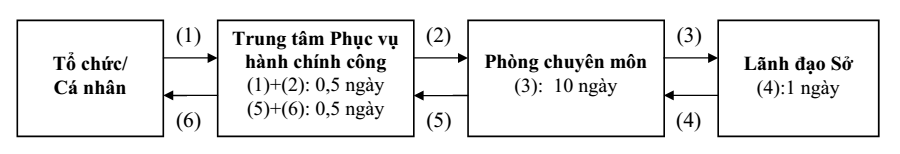 Tổ chức/
Cá nhân
(1)
(6)
Trung tâm Phục vụ
hành chính công
(1)+(2): 0,5 ngày
(5)+(6): 0,5 ngày
(2)
(5)
Phòng chuyên môn
(3): 10 ngày
(3)
(4)
Lãnh đạo Sở
(4):1 ngày